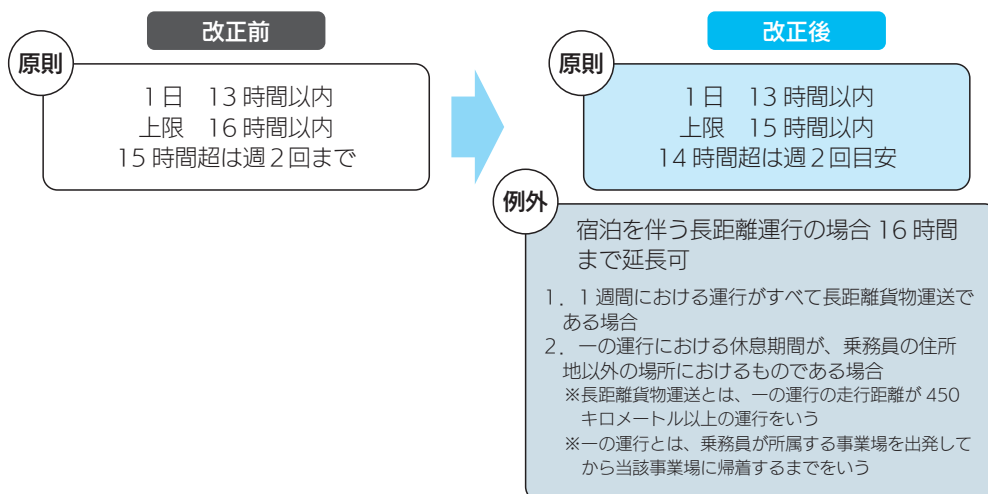 改正前
原則
1日　13時間以内
上限　16時間以内
15時間超は週2回まで
改正後
原則
1日　13時間以内
上限　15時間以内
14時間超は週2回目安
例外
宿泊を伴う長距離運行の場合 16 時間
まで延長可
1．1週間における運行がすべて長距離貨物運送で
ある場合
2．一の運行における休息期間が、乗務員の住所
地以外の場所におけるものである場合
※長距離貨物運送とは、一の運行の走行距離が 450
キロメートル以上の運行をいう
※一の運行とは、乗務員が所属する事業場を出発して
から当該事業場に帰着するまでをいう